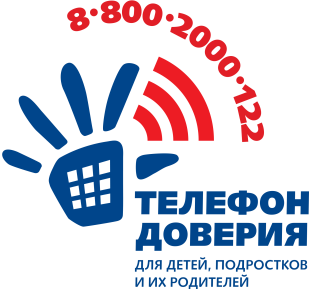 8·800·2000·122
ТЕЛЕФОН
ДОВЕРИЯ
ДЛЯ ДЕТЕЙ, ПОДРОСТКОВ
И ИХ РОДИТЕЛЕЙ